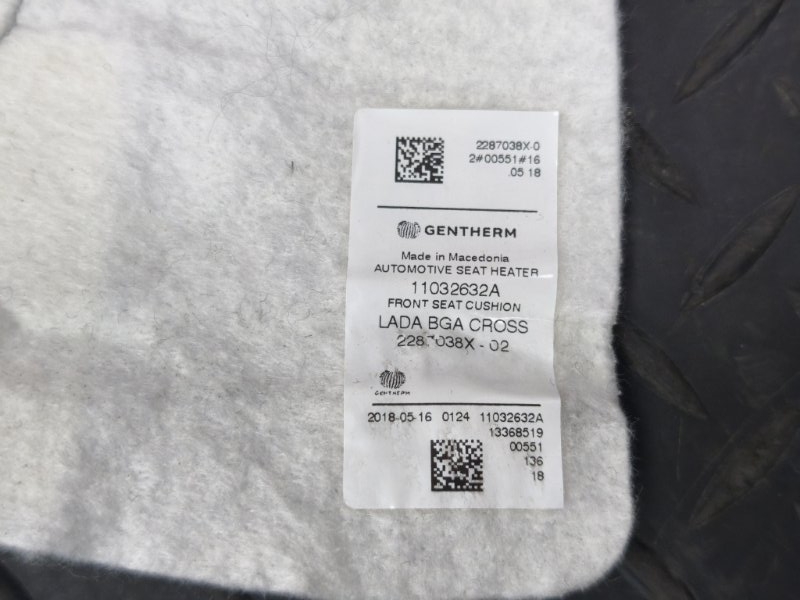 2287038X-0
2#00551#16
.05 18
GENTHERM
Made in Macedonia
AUTOMOTIVE SEAT HEATER
11032632A
FRONT SEAT CUSHION
LADA BGA CROSS
2287038X - 02
GENTHERM
2018-05-16 0124 11032632A
13368519
00551
136
18